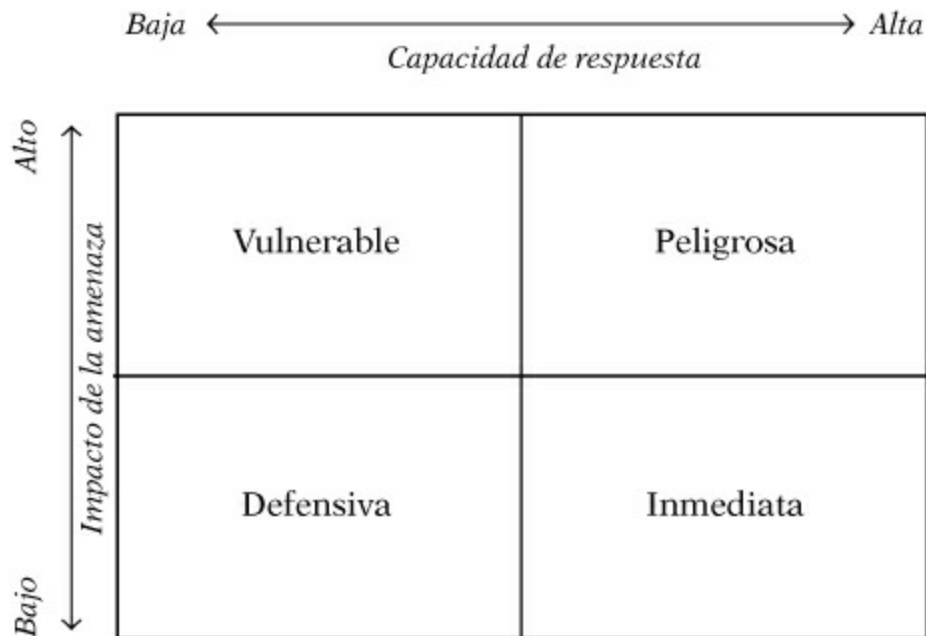 Baja Alta
Capacidad de respuesta
Alto
Impacto de la amenaza
Bajo
Vulnerable Peligrosa
Defensiva Inmediata